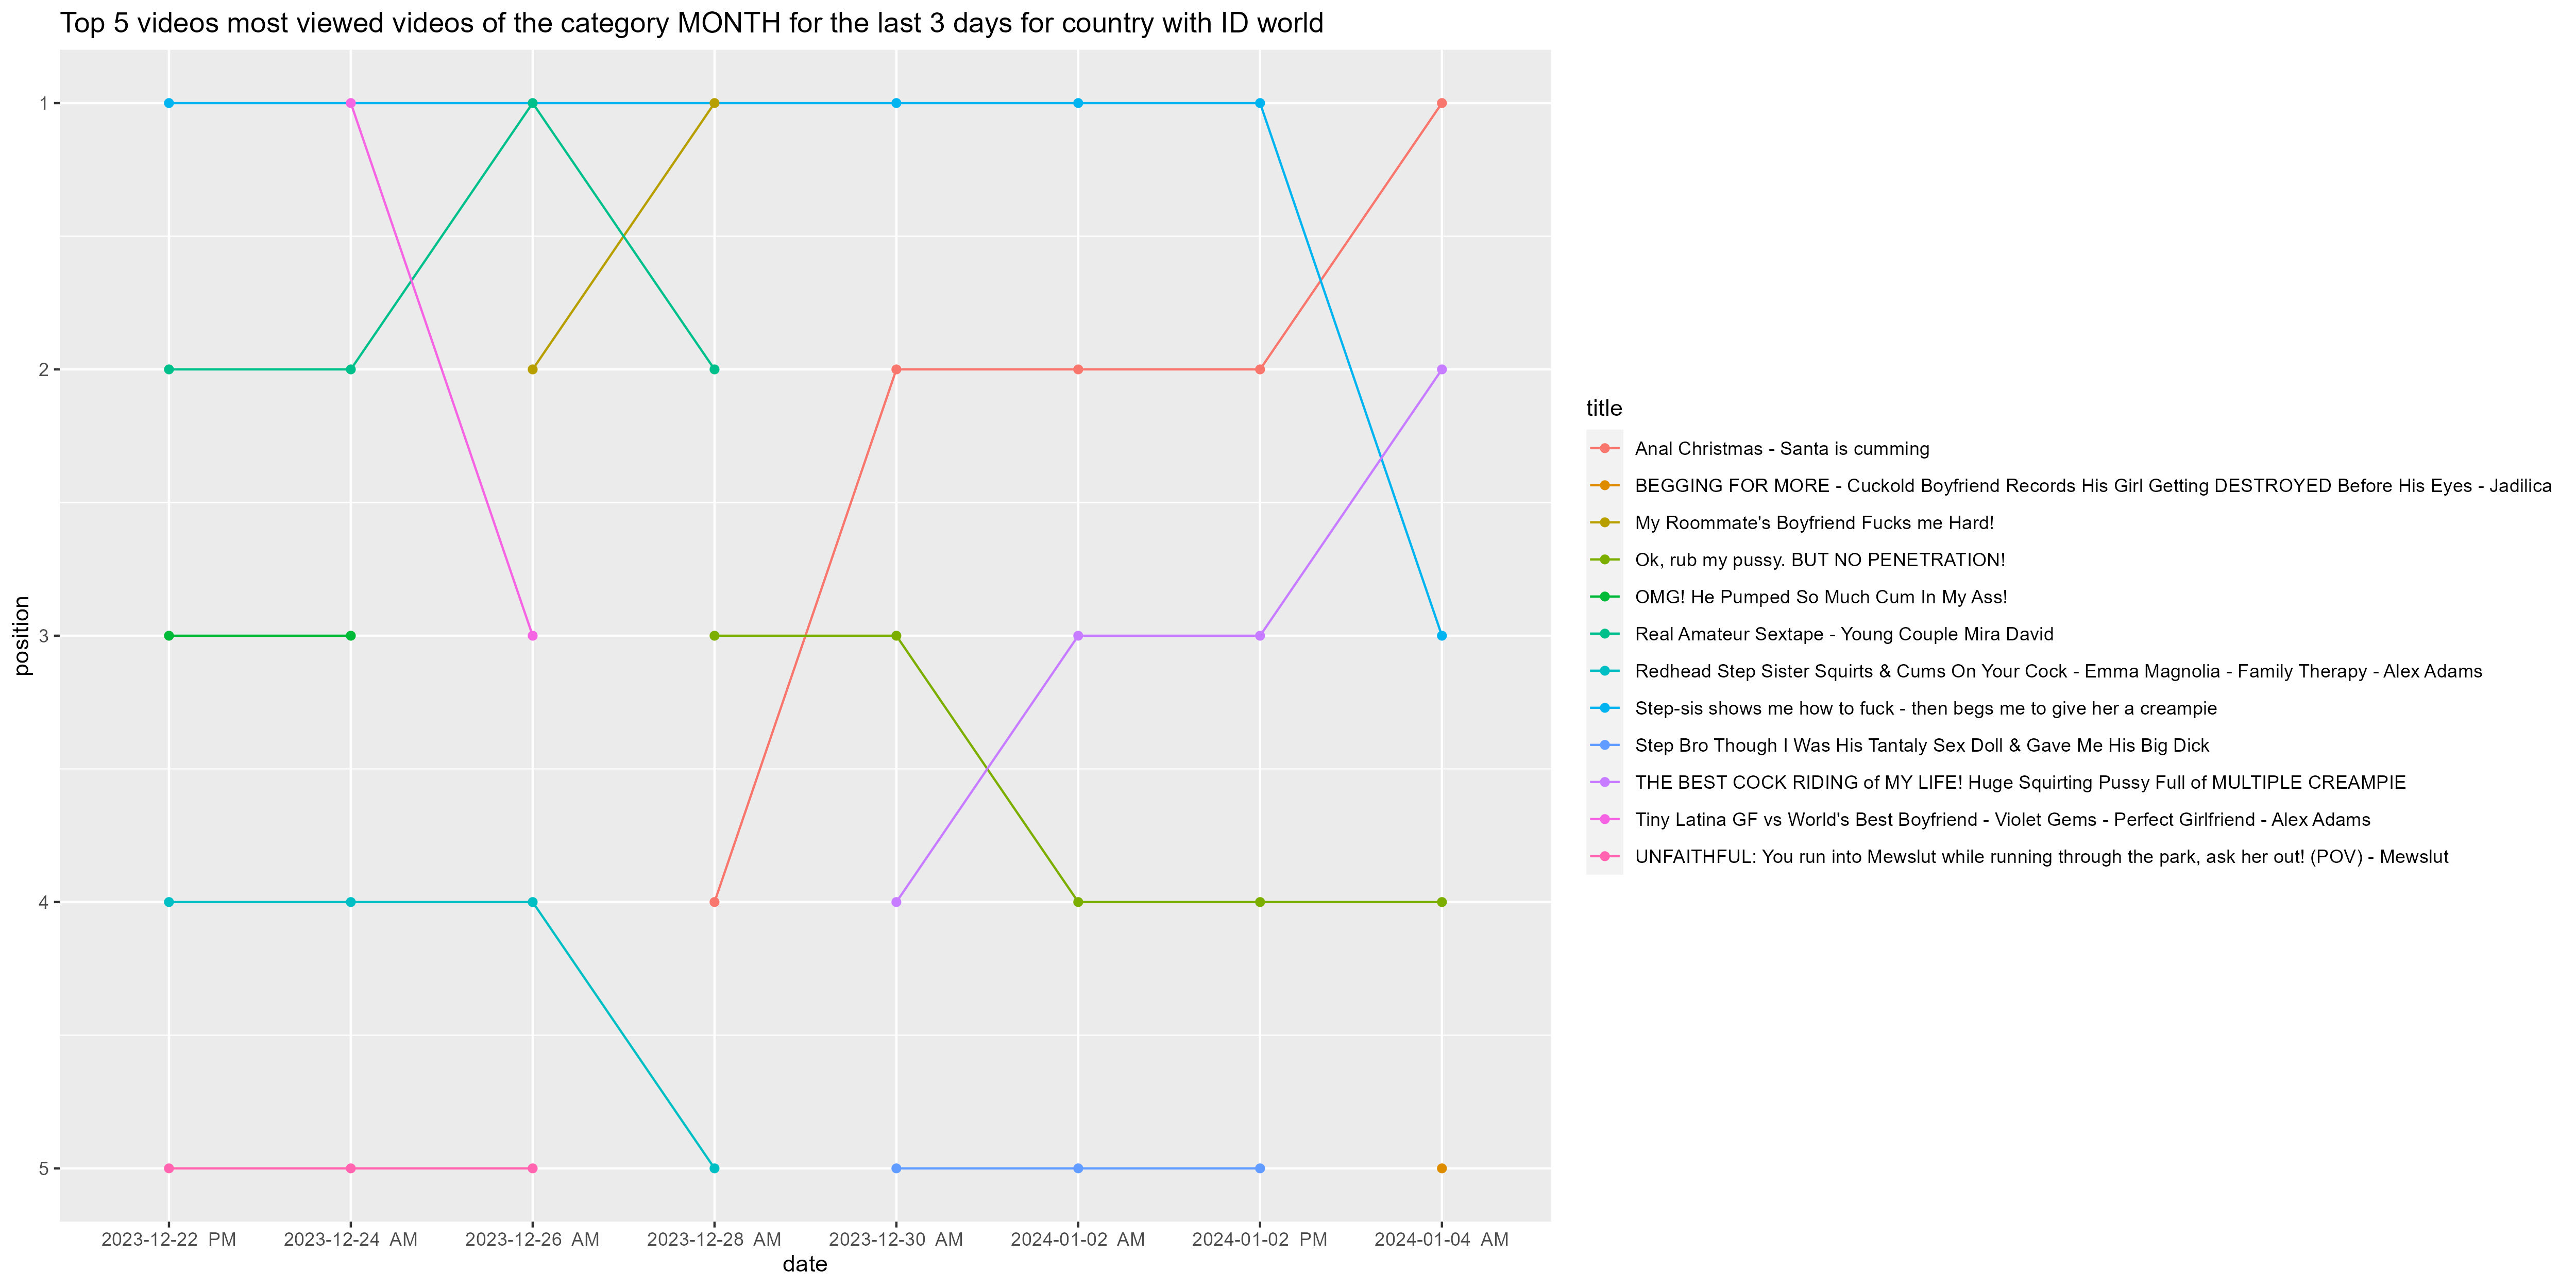 Top 5 videos most viewed videos of the category MONTH for the last 3 days for country with ID world
position
1
2
3
4
5
2023-12-22 PM
2023-12-24 AM
2023-12-26 AM
2023-12-28 AM
2023-12-30 AM
2024-01-02 AM
2024-01-02 PM
2024-01-04 AM
date
title
Anal Christmas - Santa is cumming
BEGGING FOR MORE - Cuckold Boyfriend Records His Girl Getting DESTROYED Before His Eyes - Jadilica
My Roommate's Boyfriend Fucks me Hard!
Ok, rub my pussy. BUT NO PENETRATION!
OMG! He Pumped So Much Cum In My Ass!
Real Amateur Sextape - Young Couple Mira David
Redhead Step Sister Squirts & Cums On Your Cock - Emma Magnolia - Family Therapy - Alex Adams
Step-sis shows me how to fuck - then begs me to give her a creampie
Step Bro Though I Was His Tantaly Sex Doll & Gave Me His Big Dick
THE BEST COCK RIDING of MY LIFE! Huge Squirting Pussy Full of MULTIPLE CREAMPIE
Tiny Latina GF vs World's Best Boyfriend - Violet Gems - Perfect Girlfriend - Alex Adams
UNFAITHFUL: You run into Mewslut while running through the park, ask her out! (POV) - Mewslut